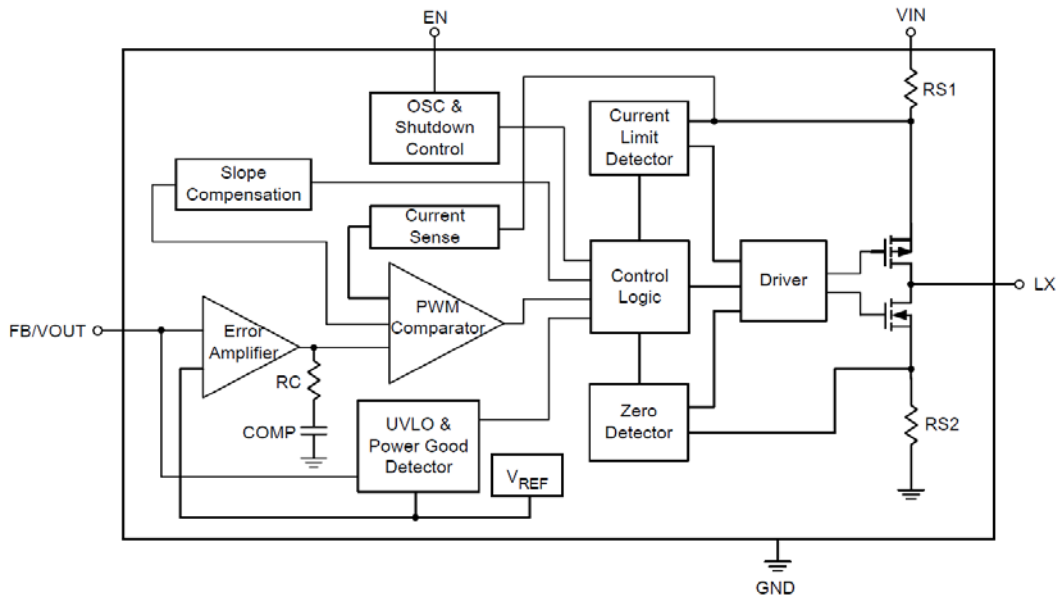 EN
VIN
RS1
OSC &
Shutdown
Control
Current
Limit
Detector
Slope
Compensation
Current
Sense
Control
Logic
Driver
LX
PWM
Comparator
FB/VOUT
Error
Amplifier
RC
COMP
UVLO &
Power Good
Detector
Zero
Detector
RS2
VREF
GND